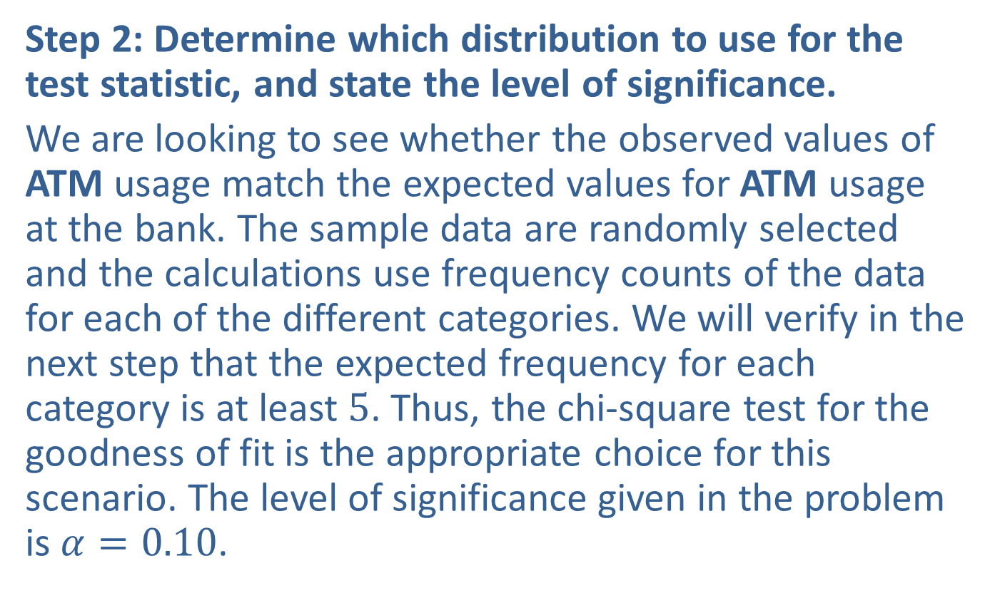 Step 2: Determine which distribution to use for the
test statistic, and state the level of significance.
We are looking to see whether the observed values of
ATM usage match the expected values for ATM usage
at the bank. The sample data are randomly selected
and the calculations use frequency counts of the data
for each of the different categories. We will verify in the
next step that the expected frequency for each
category is at least 5. Thus, the chi-square test for the
goodness of fit is the appropriate choice for this
scenario. The level of significance given in the problem
is α = 0.10.